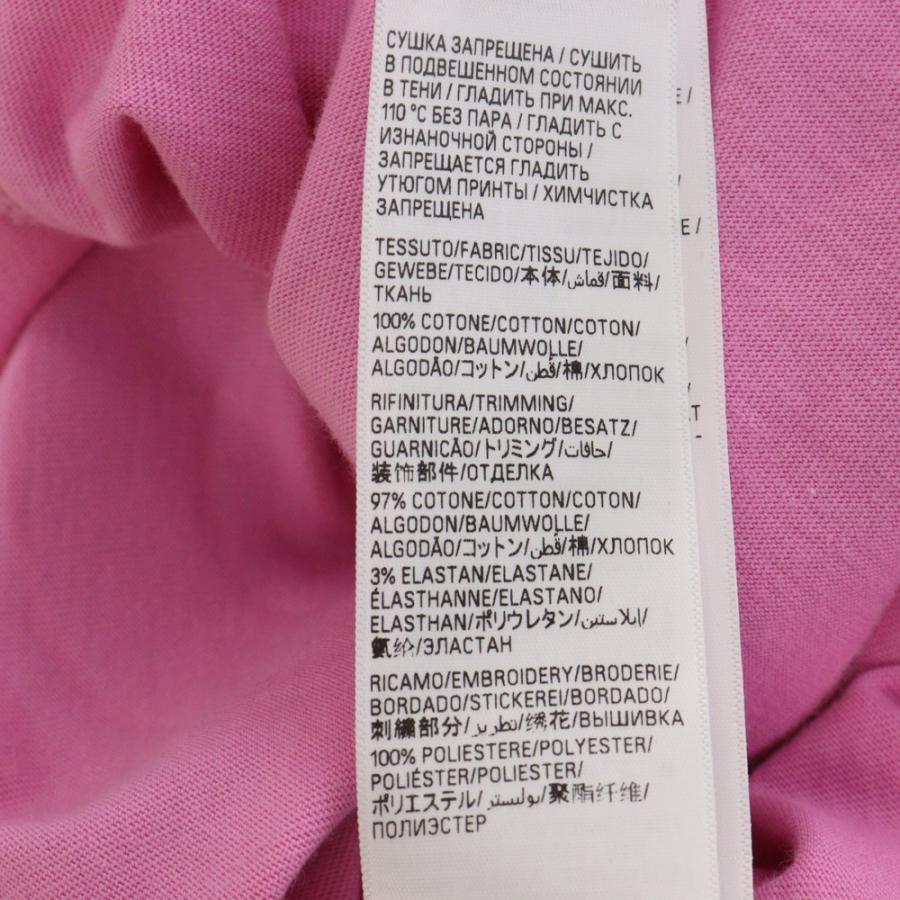 СУШКА ЗАПРЕЩЕНА / СУШИТЬ
В ПОДВЕШЕННОМ СОСТОЯНИИ
В ТЕНИ / ГЛАДИТЬ ПРИ МАКС.
110 °C БЕЗ ПАРА / ГЛАДИТЬ С
ИЗНАНОЧНОЙ СТОРОНЫ /
ЗАПРЕЩАЕТСЯ ГЛАДИТЬ
УТЮГОМ ПРИНТЫ / ХИМЧИСТКА
ЗАПРЕЩЕНА
TESSUTO/FABRIC/TISSU/TEJIDO/
GEWEBE/TECIDO/本体/قماش/面料/
ТКАНЬ
100% COTONE/COTTON/COTON/
ALGODON/BAUMWOLLE/
ALGODÃO/コットン/قطن/棉/ХЛОПОК
RIFINITURA/TRIMMING/
GARNITURE/ADORNO/BESATZ/
GUARNICÃO/トリミング/حافات/
装饰部件/ОТДЕЛКА
97% COTONE/COTTON/COTON/
ALGODON/BAUMWOLLE/
ALGODÃO/コットン/قطن/棉/ХЛОПОК
3% ELASTAN/ELASTANE/
ÉLASTHANNE/ELASTANO/
ELASTHAN/ポリウレタン/إيلاستين/
氨纶/ЭЛАСТАН
RICAMO/EMBROIDERY/BRODERIE/
BORDADO/STICKEREI/BORDADO/
刺繍部分/تطريز/绣花/ВЫШИВКА
100% POLIESTERE/POLYESTER/
POLIÉSTER/POLIESTER/
ポリエステル/بوليستر/聚酯纤维/
ПОЛИЭСТЕР